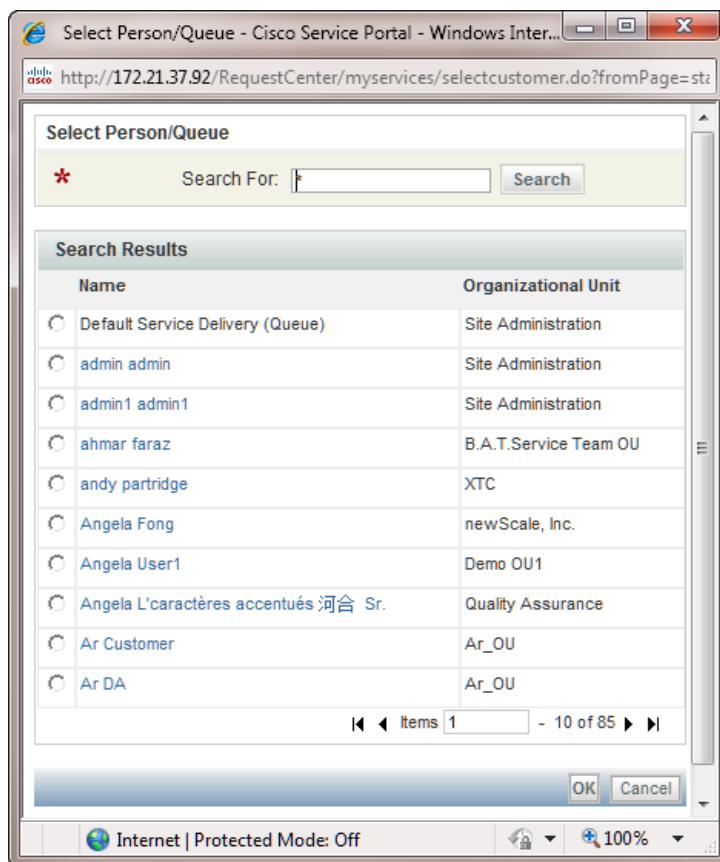 Select Person/Queue - Cisco Service Portal - Windows Inter...
cisco http://172.21.37.92/RequestCenter/myservices/selectcustomer.do?fromPage=sta
Select Person/Queue
* Search For: * Search
Search Results
Name Organizational Unit
Default Service Delivery (Queue) Site Administration
admin admin Site Administration
admin1 admin1 Site Administration
ahmar faraz B.A.T.Service Team OU
andy partridge XTC
Angela Fong newScale, Inc.
Angela User1 Demo OU1
Angela L'caractères accentués 河合 Sr. Quality Assurance
Ar Customer Ar_OU
Ar DA Ar_OU
Items 1 - 10 of 85
OK Cancel
Internet | Protected Mode: Off 100%